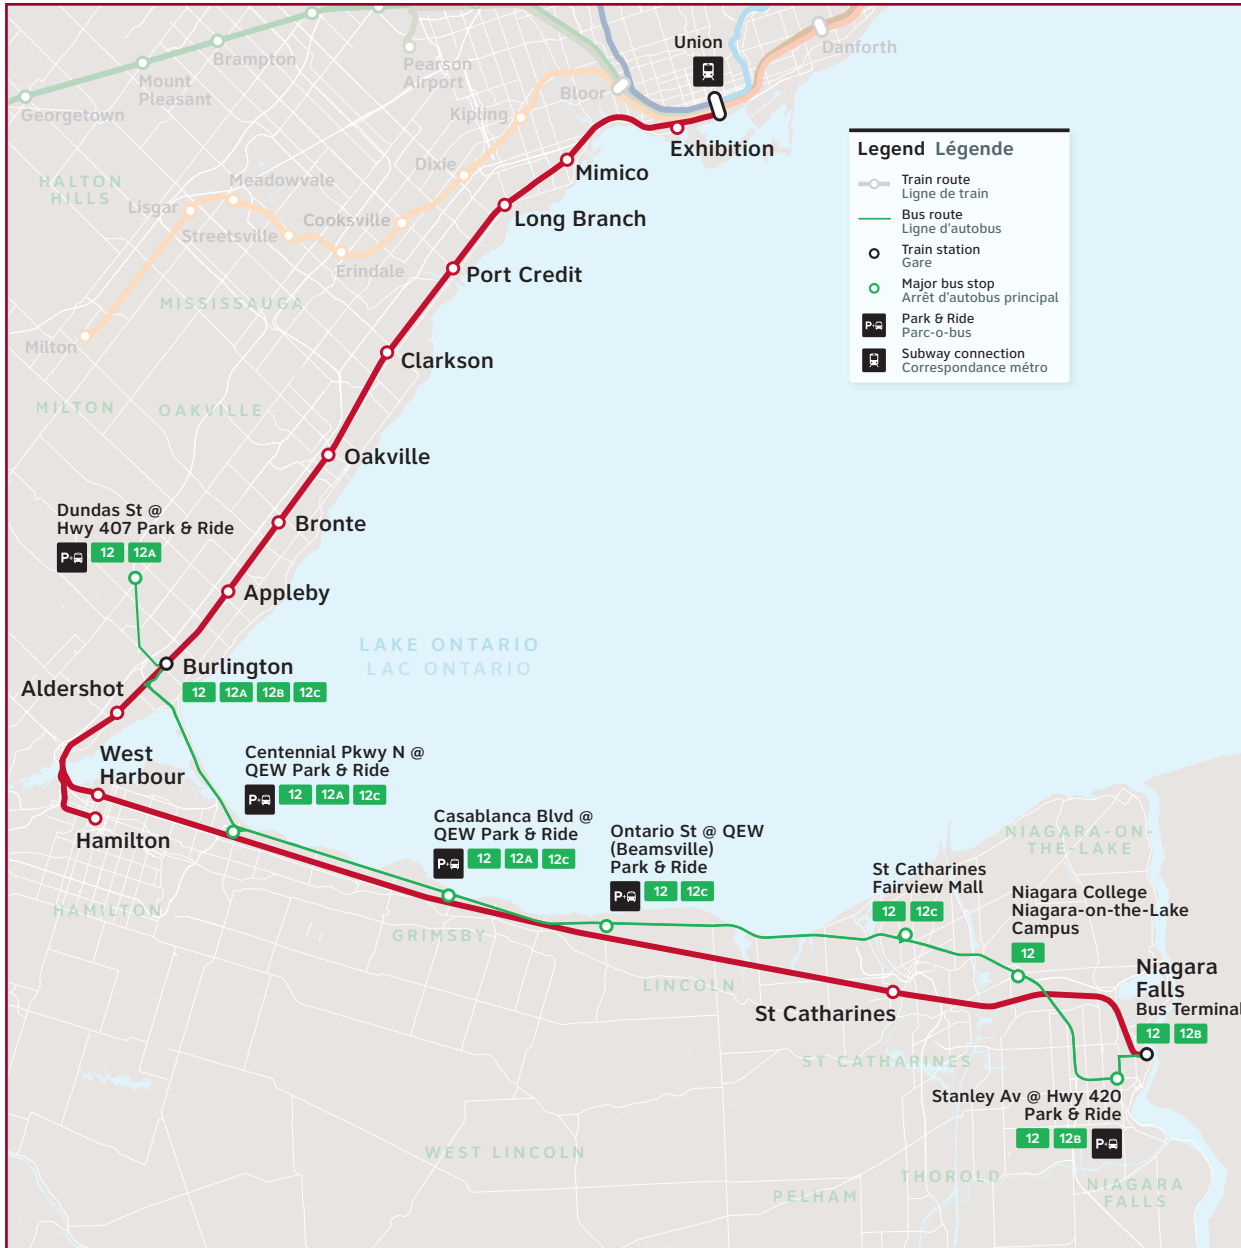 Union
Danforth
Brampton
Pearson
Airport
Mount
Pleasant
Bloor
Georgetown
Kipling
Exhibition
Legend Légende
Train route
Ligne de train
Bus route
Ligne d'autobus
Train station
Gare
Major bus stop
Arrêt d'autobus principal
P+
Park & Ride
Parc-o-bus
Subway connection
Correspondance métro
Dixie
Mimico
HALTON
HILLS
Meadowvale
Lisgar
Cooksville
Long Branch
Streetsville
Erindale
Port Credit
MISSISSAUGA
Milton
Clarkson
MILTON
OAKVILLE
Oakville
Dundas St @
Hwy 407 Park & Ride
P+ 12 12A
Bronte
Appleby
LAKE ONTARIO
LAC ONTARIO
Burlington
12 12A 12B 12C
Aldershot
West
Harbour
Hamilton
Centennial Pkwy N @
QEW Park & Ride
P+ 12 12A 12C
Casablanca Blvd @
QEW Park & Ride
P+ 12 12A 12C
Ontario St @ QEW
(Beamsville)
Park & Ride
P+ 12 12C
NIAGARA-ON-
THE-LAKE
St Catharines
Fairview Mall
12 12C
Niagara College
Niagara-on-the-Lake
Campus
12
HAMILTON
GRIMSBY
LINCOLN
St Catharines
Niagara
Falls
Bus Terminal
12 12B
ST CATHARINES
Stanley Av @ Hwy 420
Park & Ride
12 12B P+
WEST LINCOLN
THOROLD
PELHAM
NIAGARA
FALLS